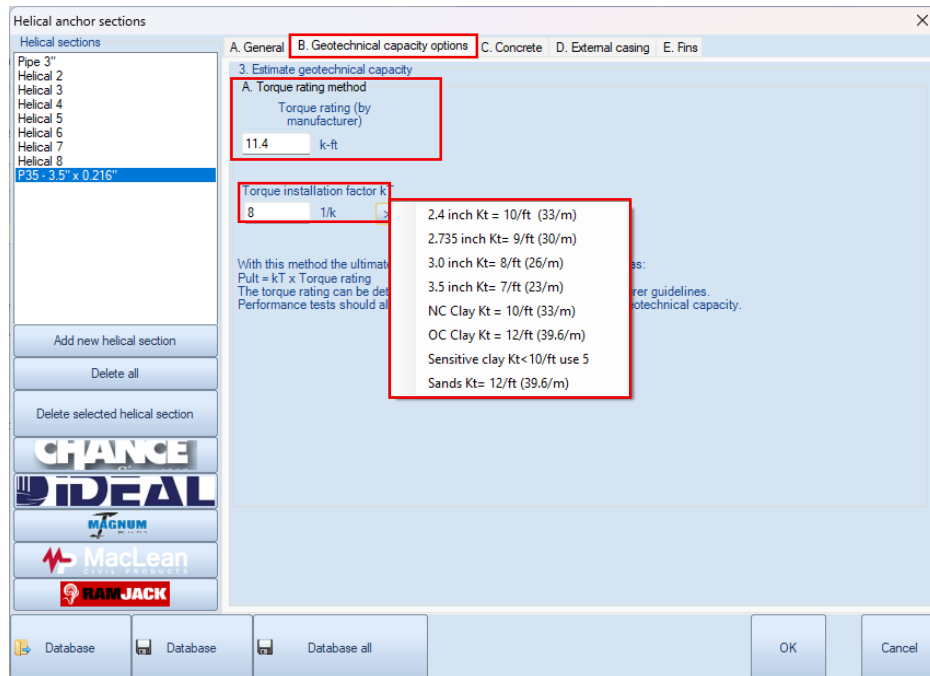 Helical anchor sections
Helical sections
Pipe 3"
Helical 2
Helical 3
Helical 4
Helical 5
Helical 6
Helical 7
Helical 8
P35 - 3.5" x 0.216"
Add new helical section
Delete all
Delete selected helical section
CHANCE
IDEAL
MAGNUM
MacLean
CIVIL PRODUCTS
RAMJACK
A. General B. Geotechnical capacity options C. Concrete D. External casing E. Fins
3. Estimate geotechnical capacity
A. Torque rating method
Torque rating (by
manufacturer)
11.4 k-ft
Torque installation factor k
8 1/k >
2.4 inch Kt = 10/ft (33/m)
2.735 inch Kt= 9/ft (30/m)
3.0 inch Kt= 8/ft (26/m)
3.5 inch Kt= 7/ft (23/m)
NC Clay Kt = 10/ft (33/m)
OC Clay Kt = 12/ft (39.6/m)
Sensitive clay Kt<10/ft use 5
Sands Kt= 12/ft (39.6/m)
With this method the ultimate as:
Pult = kT x Torque rating
The torque rating can be det rer guidelines.
Performance tests should al eotechnical capacity.
Database Database Database all OK Cancel